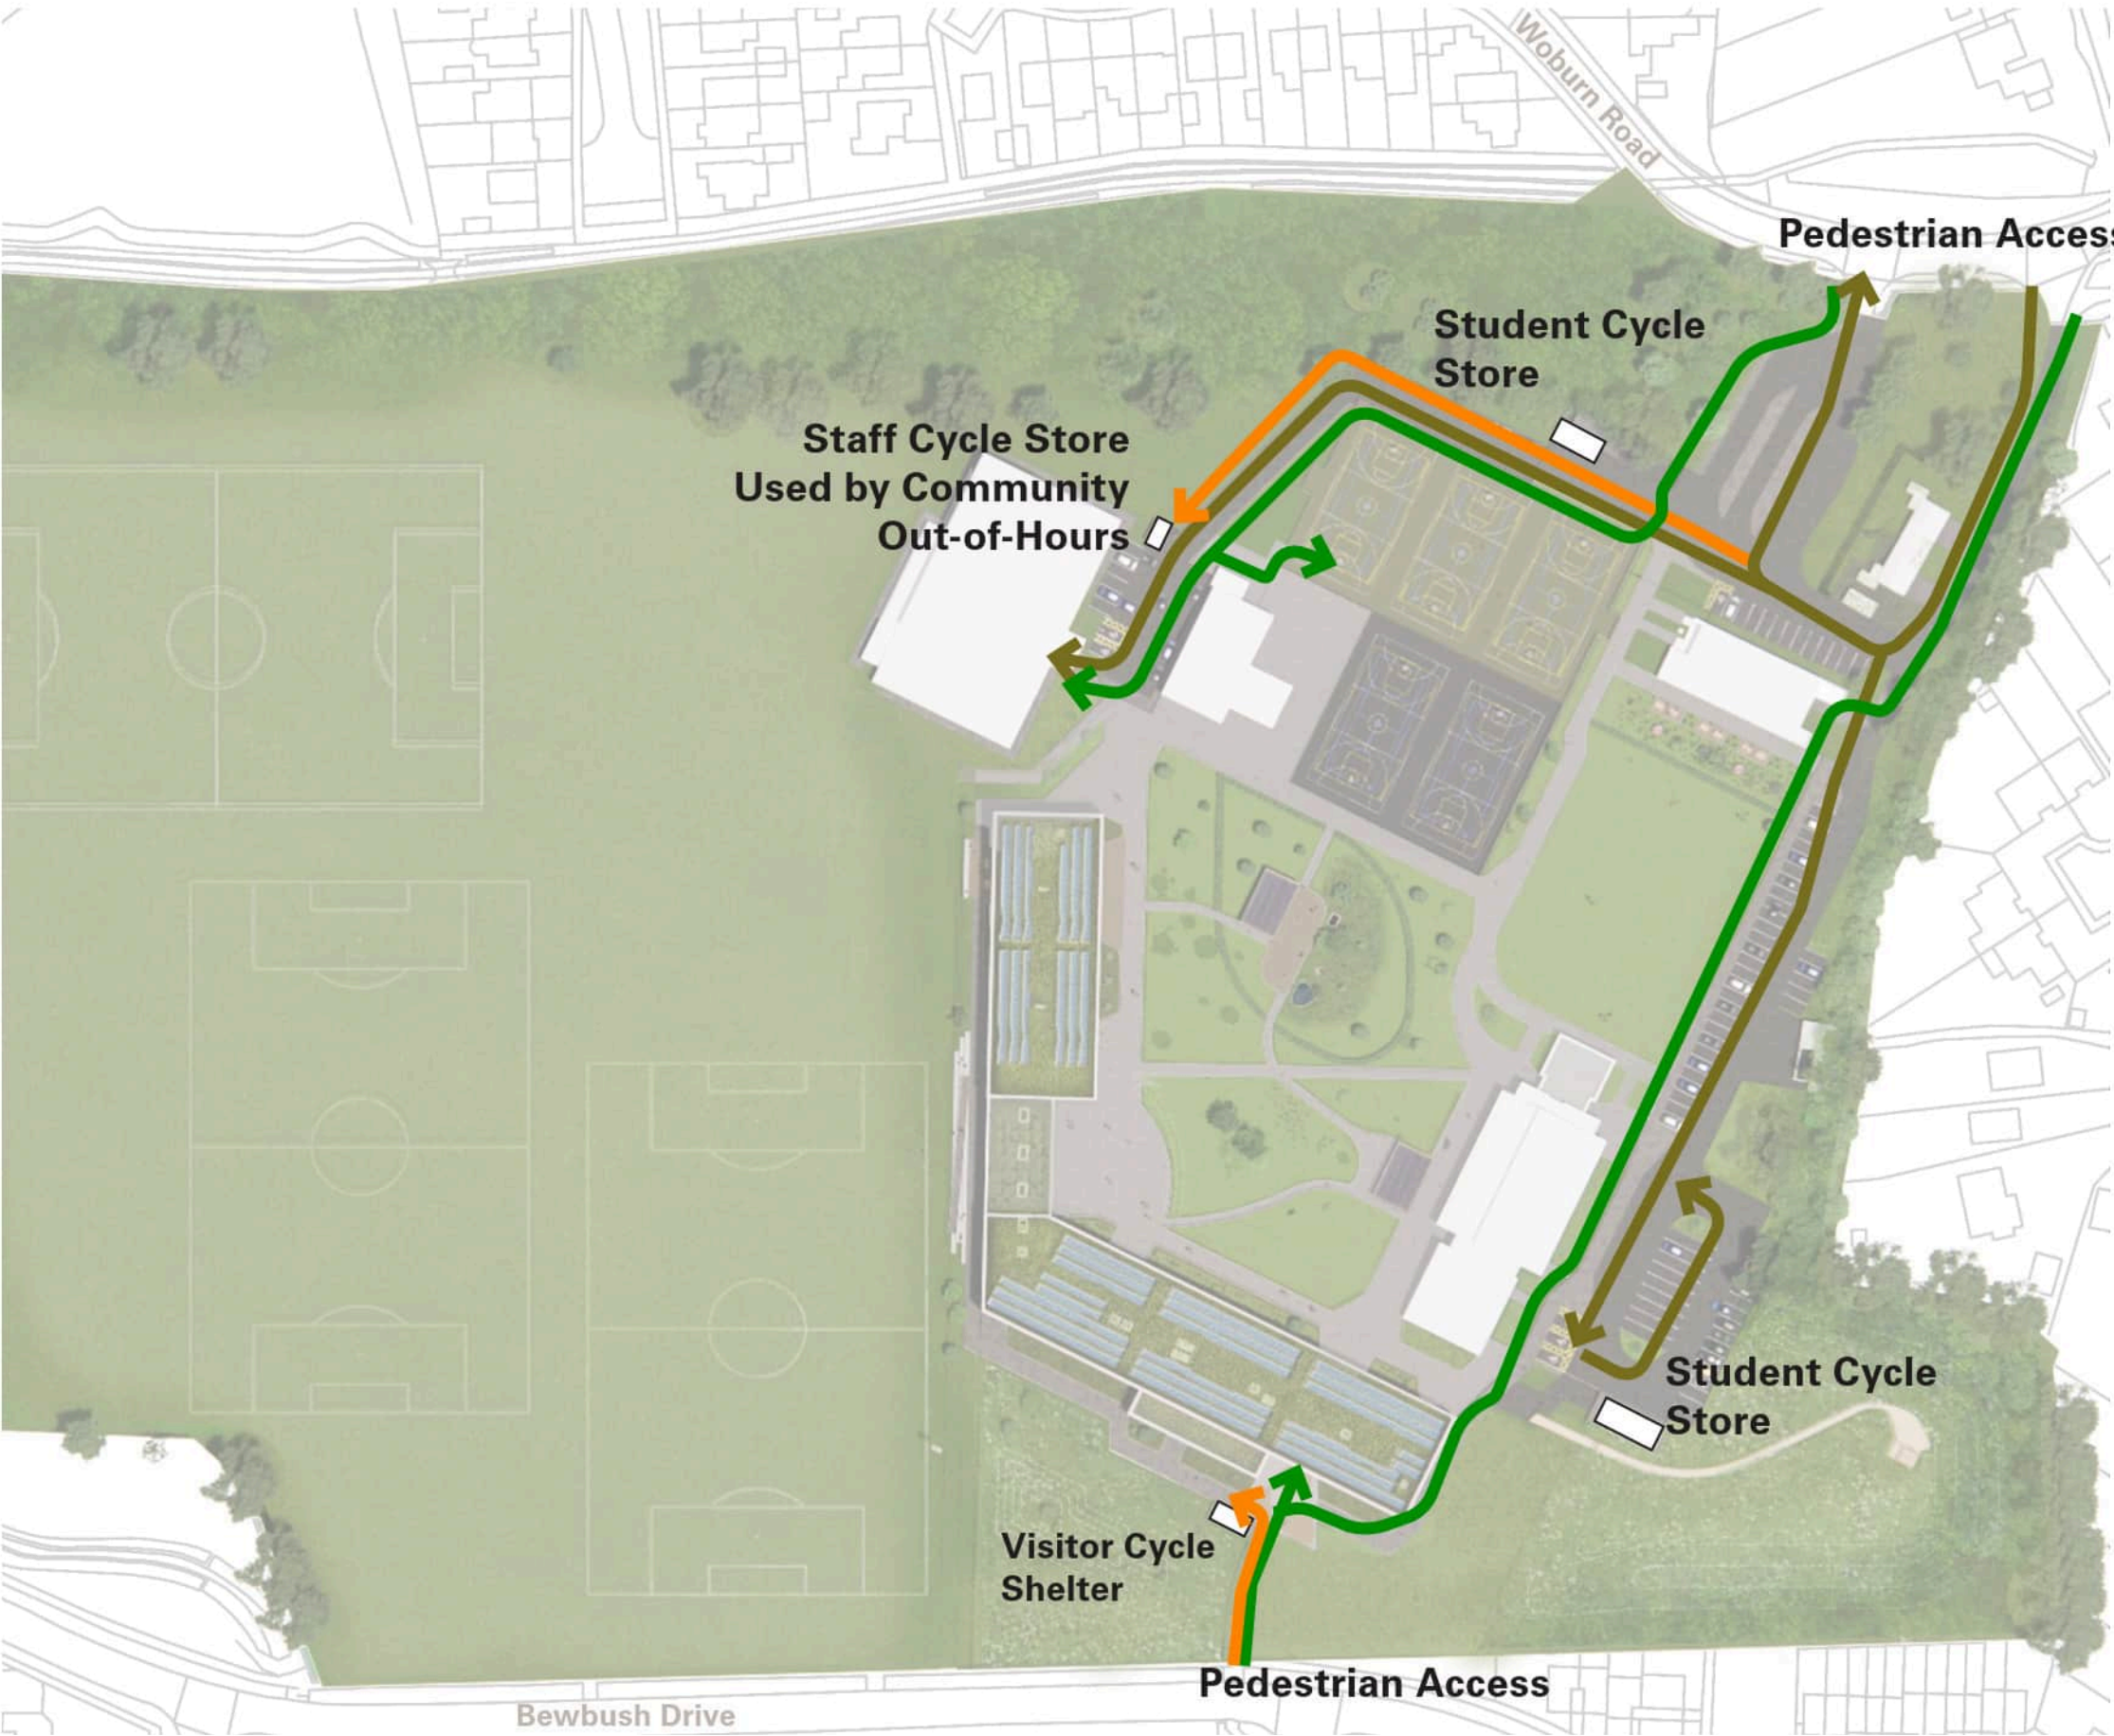 Woburn Road
Pedestrian Access
Student Cycle
Store
Staff Cycle Store
Used by Community
Out-of-Hours
Student Cycle
Store
Visitor Cycle
Shelter
Pedestrian Access
Bewbush Drive